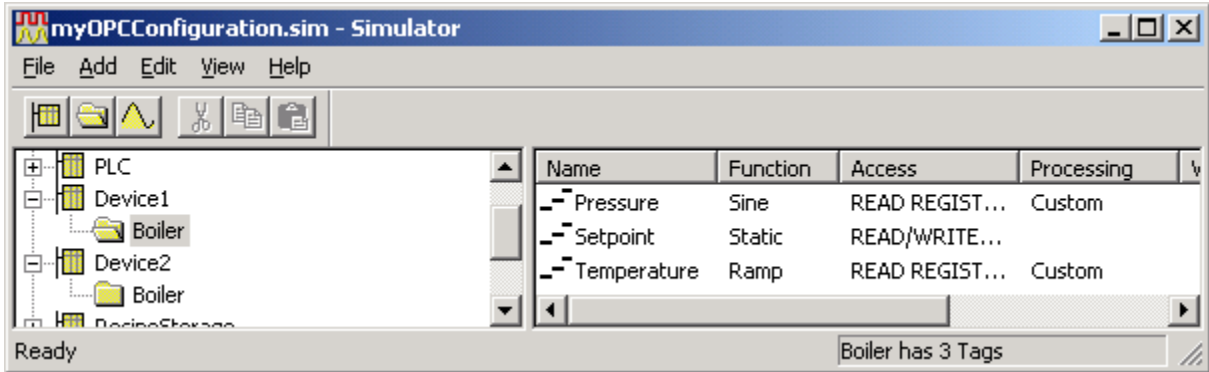 myOPCConfiguration.sim - Simulator
File Add Edit View Help
PLC
Device1
Boiler
Device2
Boiler
Name Function Access Processing
Pressure Sine READ REGIST... Custom
Setpoint Static READ/WRITE...
Temperature Ramp READ REGIST... Custom
Ready
Boiler has 3 Tags